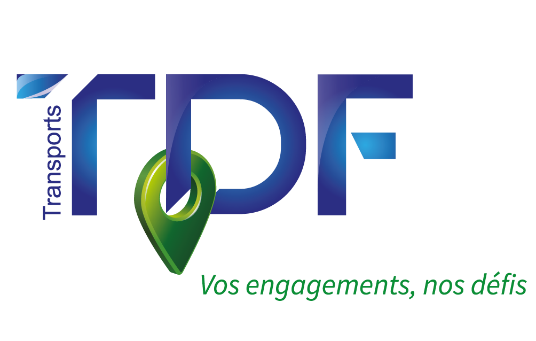 Transports
TDF
Vos engagements, nos défis